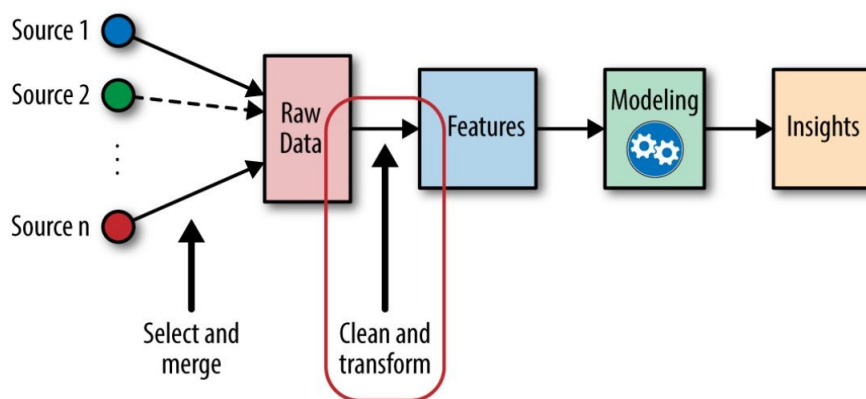 Source 1
Source 2
⋮
Source n
Raw
Data
Features
Modeling
Insights
Select and
merge
Clean and
transform